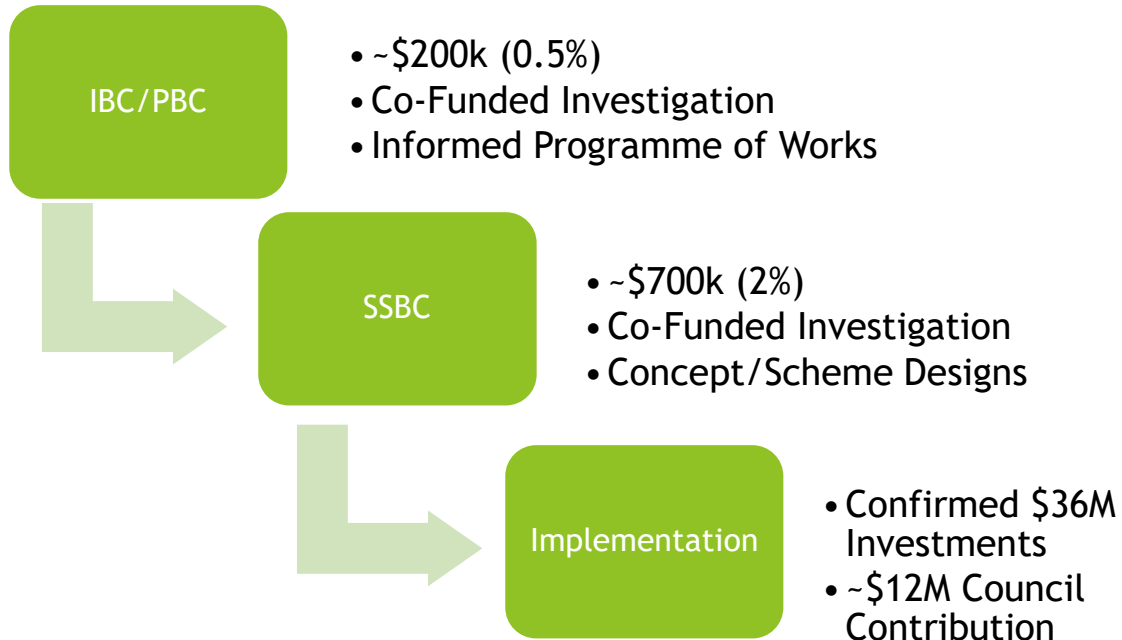 IBC/PBC
• ~$200k (0.5%)
• Co-Funded Investigation
• Informed Programme of Works
SSBC
• ~$700k (2%)
• Co-Funded Investigation
• Concept/Scheme Designs
Implementation
• Confirmed $36M
Investments
• ~$12M Council
Contribution